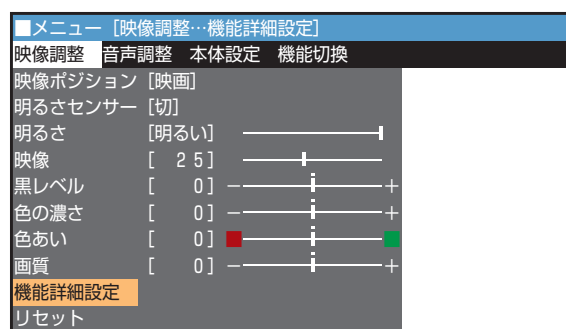 ■メニュー [映像調整…機能詳細設定]
映像調整 音声調整 本体設定 機能切換
映像ポジション [映画]
明るさセンサー [切]
明るさ [明るい]
映像 [ 25]
黒レベル [ 0] − +
色の濃さ [ 0] − +
色あい [ 0]
画質 [ 0] − +
機能詳細設定
リセット